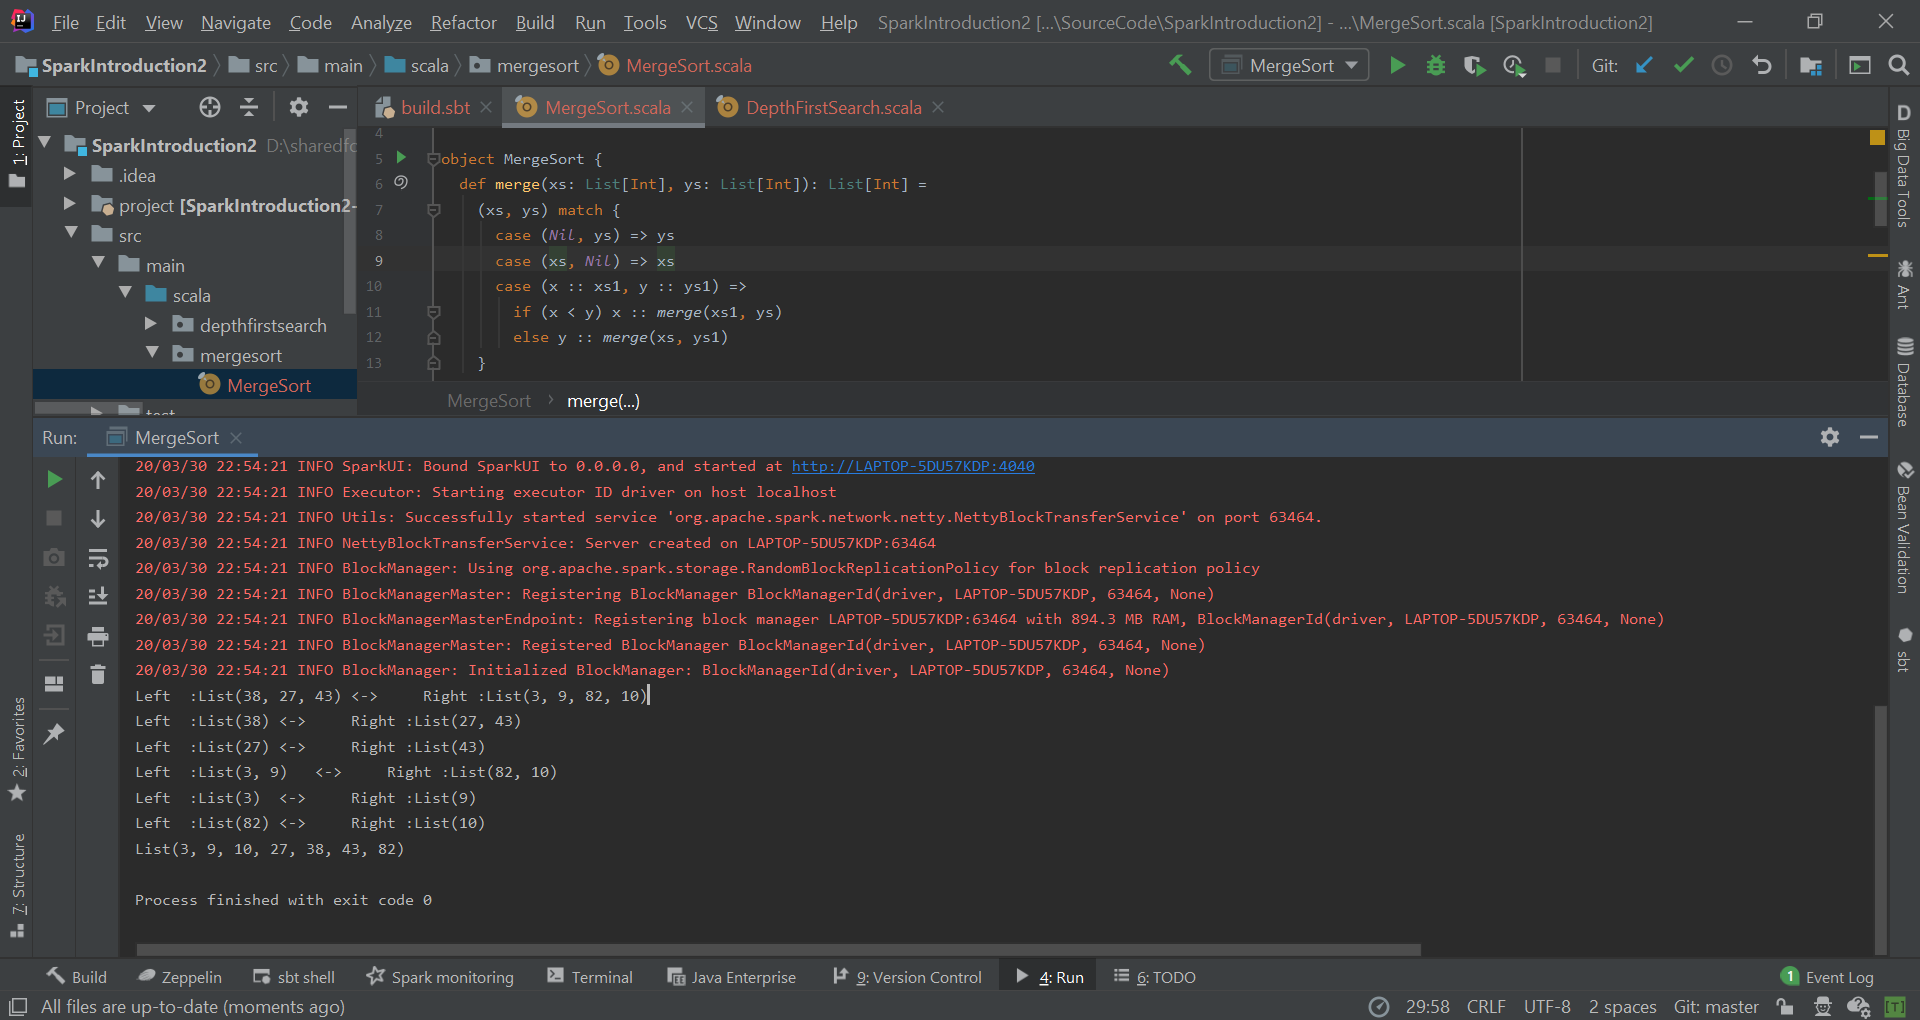 File Edit View Navigate Code Analyze Refactor Build Run Tools VCS Window Help SparkIntroduction2 [...\SourceCode\SparkIntroduction2] - ...\MergeSort.scala [SparkIntroduction2]
SparkIntroduction2 src main scala mergesort MergeSort.scala MergeSort Git:
1: Project
Project
build.sbt MergeSort.scala DepthFirstSearch.scala
SparkIntroduction2 D:\sharedfo
.idea
project [SparkIntroduction2-
src
main
scala
depthfirstsearch
mergesort
MergeSort
test
4
5 object MergeSort {
6 def merge(xs: List[Int], ys: List[Int]): List[Int] =
7 (xs, ys) match {
8 case (Nil, ys) => ys
9 case (xs, Nil) => xs
10 case (x :: xs1, y :: ys1) =>
11 if (x < y) x :: merge(xs1, ys)
12 else y :: merge(xs, ys1)
13 }
MergeSort > merge(...)
Big Data Tools
Ant
Database
Bean Validation
sbt
Run: MergeSort
20/03/30 22:54:21 INFO SparkUI: Bound SparkUI to 0.0.0.0, and started at http://LAPTOP-5DU57KDP:4040
20/03/30 22:54:21 INFO Executor: Starting executor ID driver on host localhost
20/03/30 22:54:21 INFO Utils: Successfully started service 'org.apache.spark.network.netty.NettyBlockTransferService' on port 63464.
20/03/30 22:54:21 INFO NettyBlockTransferService: Server created on LAPTOP-5DU57KDP:63464
20/03/30 22:54:21 INFO BlockManager: Using org.apache.spark.storage.RandomBlockReplicationPolicy for block replication policy
20/03/30 22:54:21 INFO BlockManagerMaster: Registering BlockManager BlockManagerId(driver, LAPTOP-5DU57KDP, 63464, None)
20/03/30 22:54:21 INFO BlockManagerMasterEndpoint: Registering block manager LAPTOP-5DU57KDP:63464 with 894.3 MB RAM, BlockManagerId(driver, LAPTOP-5DU57KDP, 63464, None)
20/03/30 22:54:21 INFO BlockManagerMaster: Registered BlockManager BlockManagerId(driver, LAPTOP-5DU57KDP, 63464, None)
20/03/30 22:54:21 INFO BlockManager: Initialized BlockManager: BlockManagerId(driver, LAPTOP-5DU57KDP, 63464, None)
Left :List(38, 27, 43) <-> Right :List(3, 9, 82, 10)
Left :List(38) <-> Right :List(27, 43)
Left :List(27) <-> Right :List(43)
Left :List(3, 9) <-> Right :List(82, 10)
Left :List(3) <-> Right :List(9)
Left :List(82) <-> Right :List(10)
List(3, 9, 10, 27, 38, 43, 82)
Process finished with exit code 0
2: Favorites
7: Structure
Build Zeppelin sbt shell Spark monitoring Terminal Java Enterprise 9: Version Control 4: Run 6: TODO 1 Event Log
All files are up-to-date (moments ago) 29:58 CRLF UTF-8 2 spaces Git: master [T]